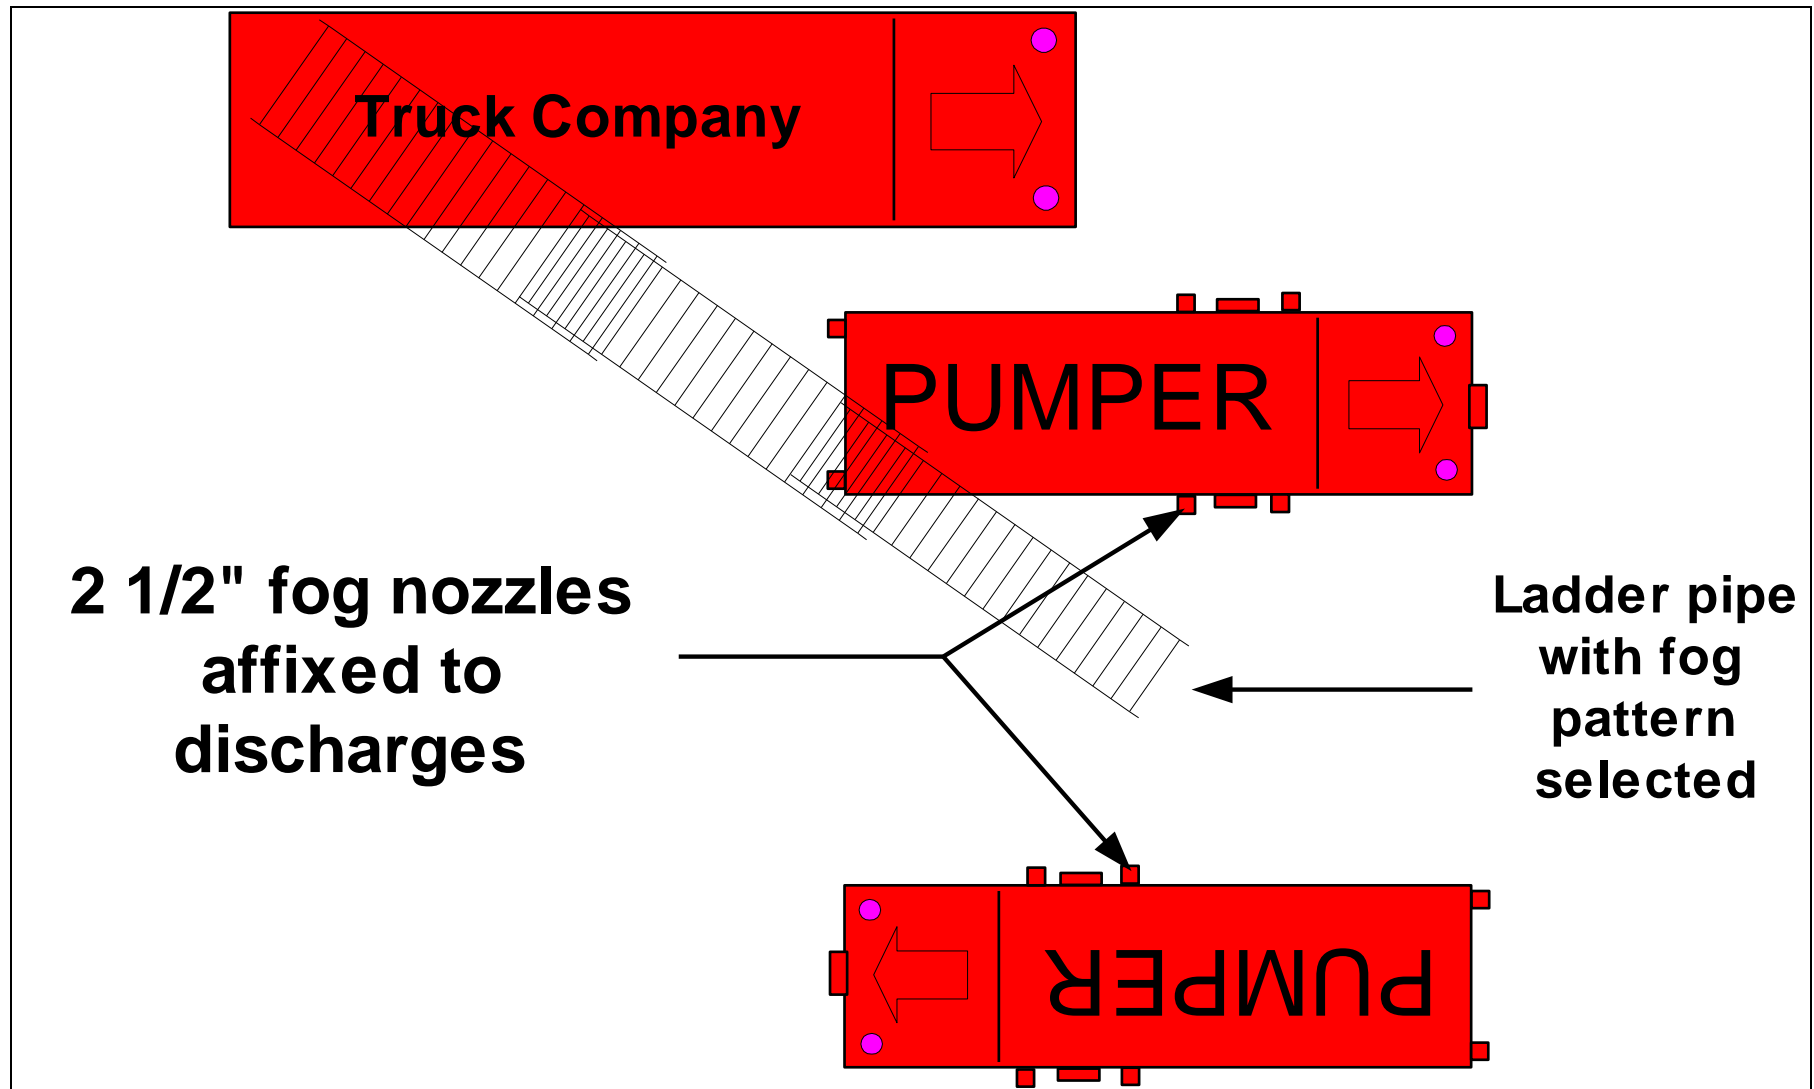 Truck Company
PUMPER
2 1/2" fog nozzles
affixed to
discharges
Ladder pipe
with fog
pattern
selected
PUMPER